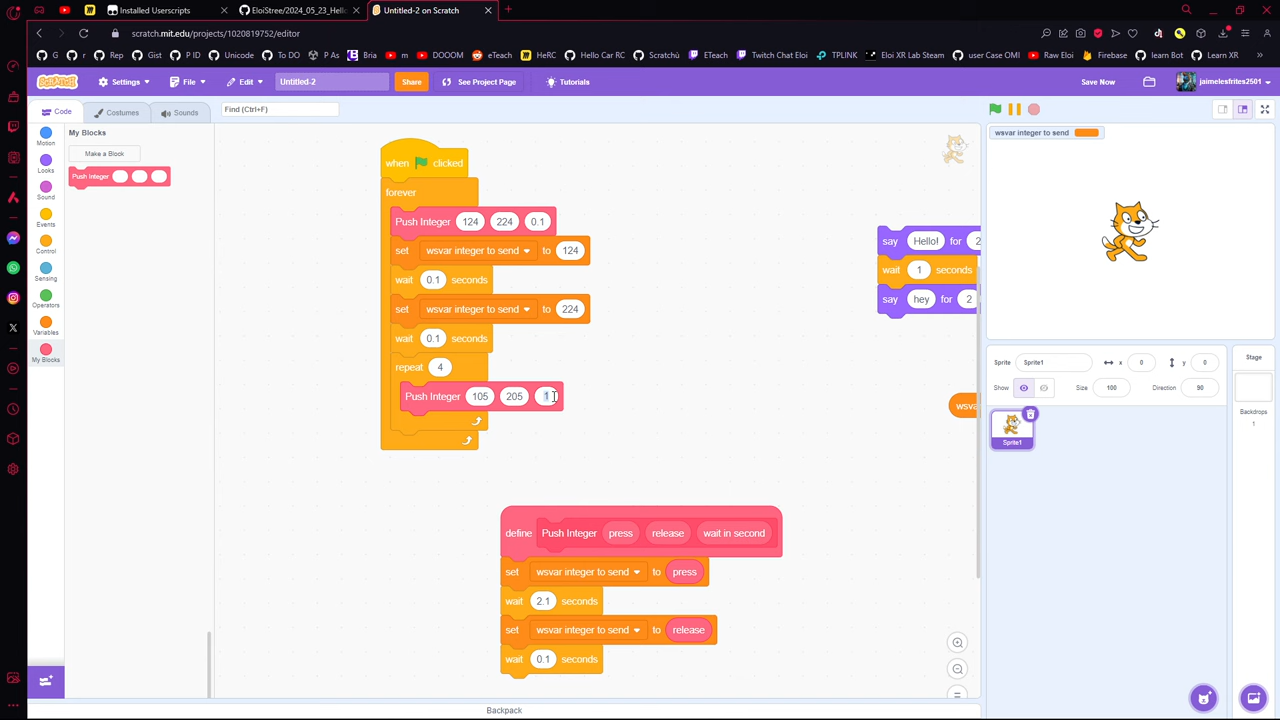 Installed Userscripts
EloiStree/2024_05_23_Hello
Untitled-2 on Scratch
scratch.mit.edu/projects/1020819752/editor
G
r
Rep
Gist
P ID
Unicode
To DO
P As
Bria
m
DOOOM
eTeach
HeRC
Hello Car RC
Scratchù
ETeach
Twitch Chat Eloi
TPLINK
Eloi XR Lab Steam
user Case OMI
Raw Eloi
Firebase
learn Bot
Learn XR
SCRATCH
Settings
File
Edit
Untitled-2
Share
See Project Page
Tutorials
Save Now
jaimelesfrites2501
Code
Costumes
Sounds
Find (Ctrl+F)
Motion
Looks
Sound
Events
Control
Sensing
Operators
Variables
My Blocks
My Blocks
Make a Block
Push Integer
when clicked
forever
Push Integer 124 224 0.1
set wsvar integer to send to 124
wait 0.1 seconds
set wsvar integer to send to 224
wait 0.1 seconds
repeat 4
Push Integer 105 205 1
define Push Integer press release wait in second
set wsvar integer to send to press
wait 2.1 seconds
set wsvar integer to send to release
wait 0.1 seconds
say Hello! for 2
wait 1 seconds
say hey for 2
wsva
wsvar integer to send
Sprite
Sprite1
x 0
y 0
Show
Size 100
Direction 90
Sprite1
Stage
Backdrops
1
Backpack